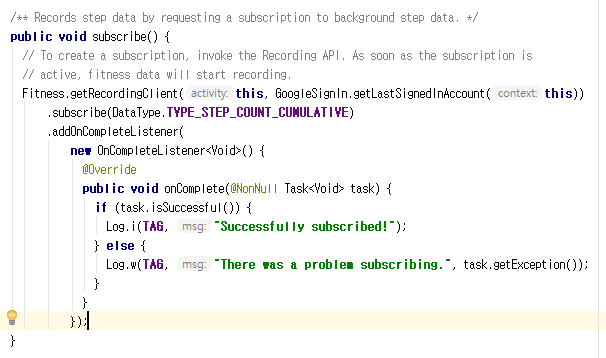 /** Records step data by requesting a subscription to background step data. */
public void subscribe() {
// To create a subscription, invoke the Recording API. As soon as the subscription is
// active, fitness data will start recording.
Fitness.getRecordingClient( activity: this, GoogleSignIn.getLastSignedInAccount( context: this))
.subscribe(DataType.TYPE_STEP_COUNT_CUMULATIVE)
.addOnCompleteListener(
new OnCompleteListener<Void>() {
@Override
public void onComplete(@NonNull Task<Void> task) {
if (task.isSuccessful()) {
Log.i(TAG, msg: "Successfully subscribed!");
} else {
Log.w(TAG, msg: "There was a problem subscribing.", task.getException());
}
}
});
}